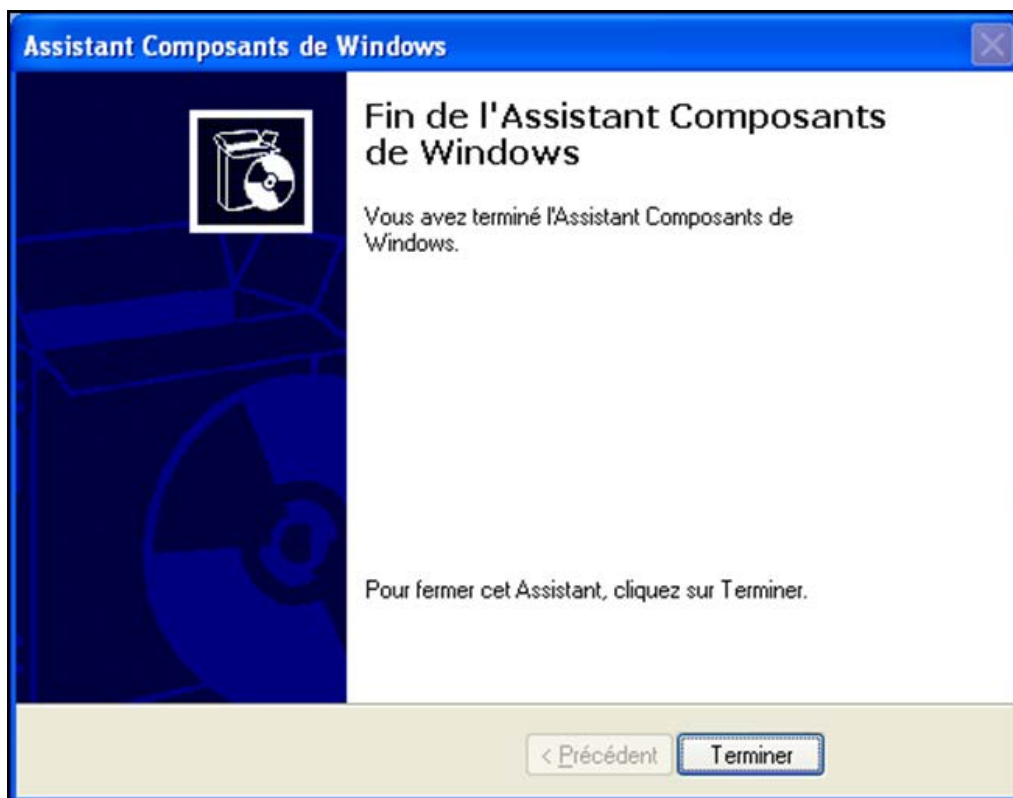 Assistant Composants de Windows
Fin de l'Assistant Composants
de Windows
Vous avez terminé l'Assistant Composants de
Windows.
Pour fermer cet Assistant, cliquez sur Terminer.
< Précédent
Terminer